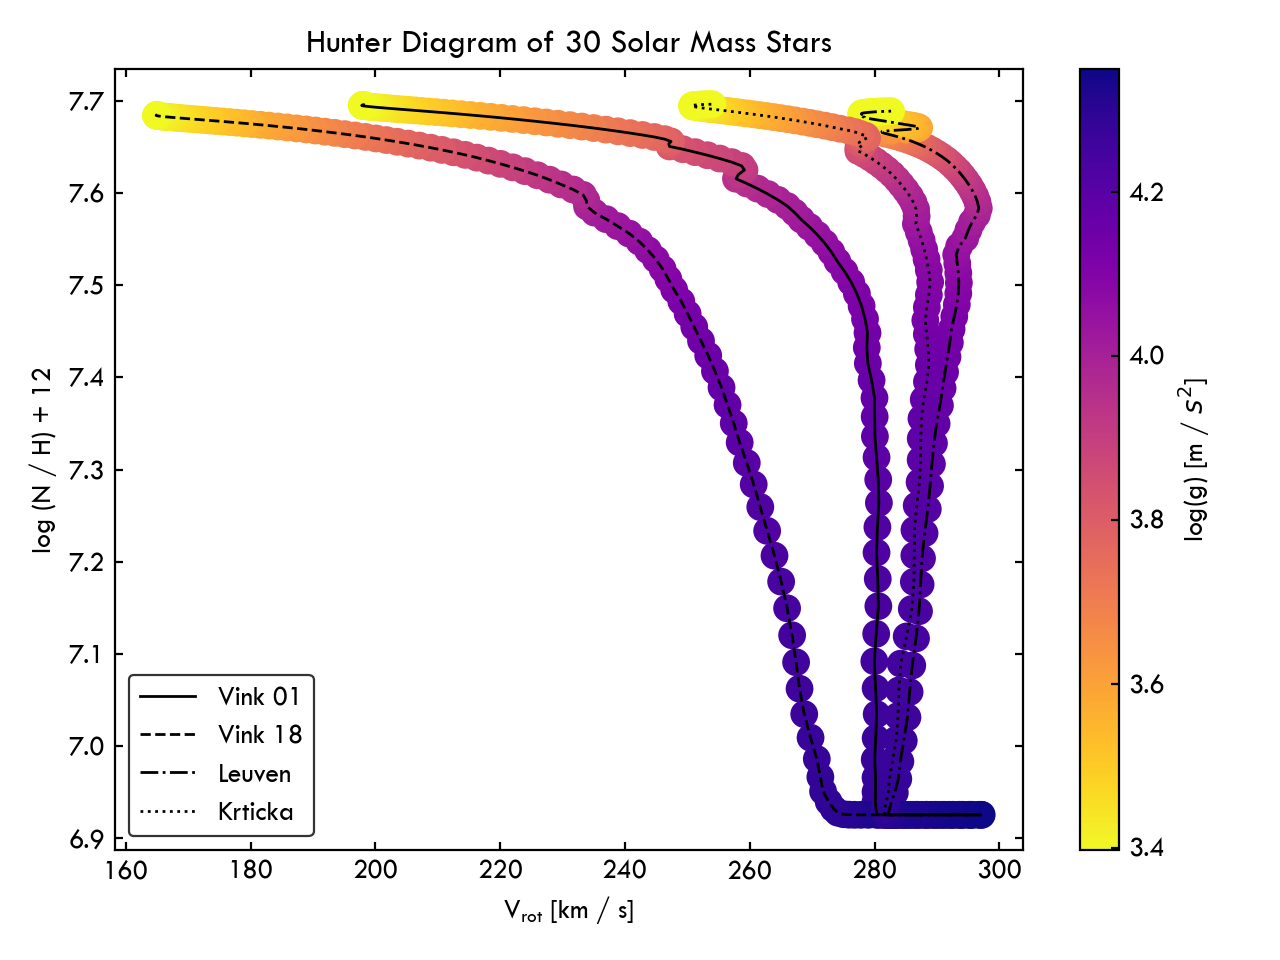 Hunter Diagram of 30 Solar Mass Stars
7.7
7.6
7.5
7.4
7.3
7.2
7.1
7.0
6.9
log (N / H) + 12
160 180 200 220 240 260 280 300
V_rot [km / s]
Vink 01
Vink 18
Leuven
Krticka
4.2
4.0
3.8
3.6
3.4
log(g) [m / s²]